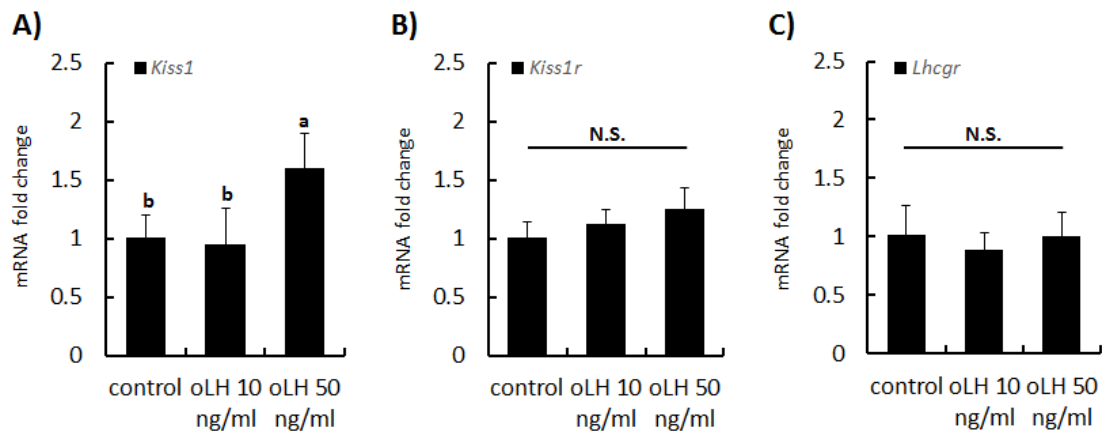 A)
mRNA fold change
2.5
2
1.5
1
0.5
0
Kiss1
b
b
a
control
oLH 10 ng/ml
oLH 50 ng/ml
B)
mRNA fold change
2.5
2
1.5
1
0.5
0
Kiss1r
N.S.
control
oLH 10 ng/ml
oLH 50 ng/ml
C)
mRNA fold change
2.5
2
1.5
1
0.5
0
Lhcgr
N.S.
control
oLH 10 ng/ml
oLH 50 ng/ml